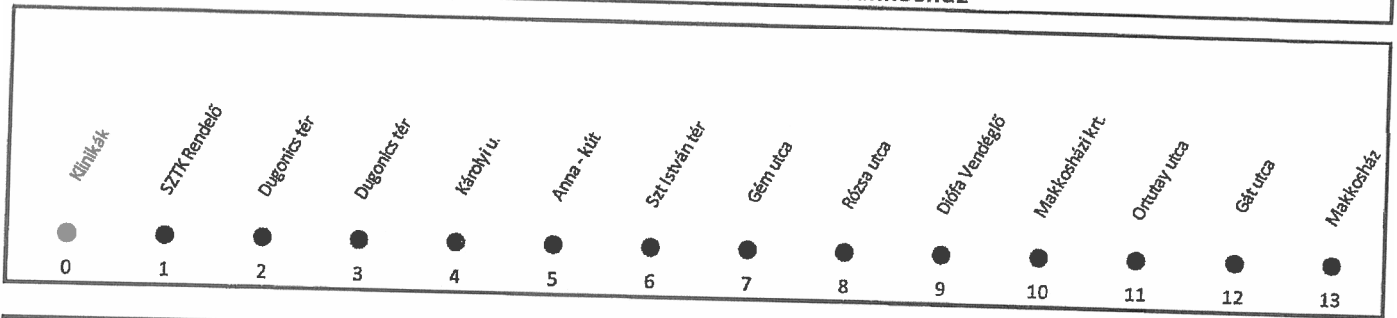 Klinikák
SZTK Rendelő
Dugonics tér
Dugonics tér
Károlyi u.
Anna - kút
Szt István tér
Gém utca
Rózsa utca
Diófa Vendéglő
Makkosházi krt.
Ortutay utca
Gát utca
Makkosház
0 1 2 3 4 5 6 7 8 9 10 11 12 13